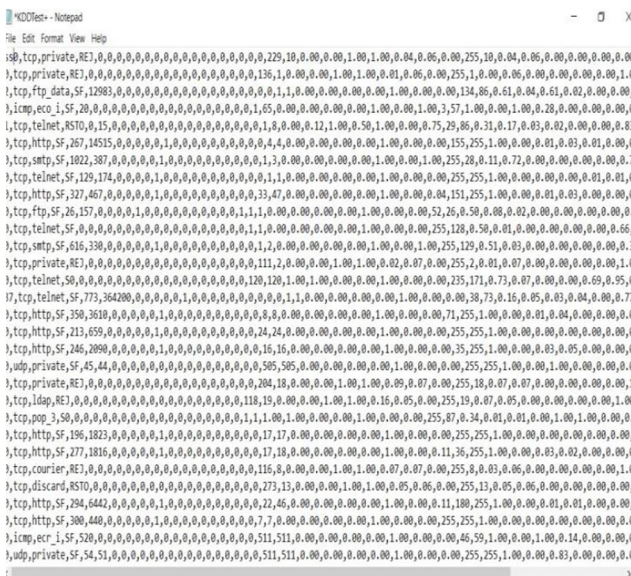 *KDDTest+ - Notepad
File Edit Format View Help
,tcp,private,REJ,0,0,0,0,0,0,0,0,0,0,0,0,0,0,0,0,0,0,229,10,0.00,0.00,1.00,1.00,0.04,0.06,0.00,255,10,0.04,0.06,0.00,0.00,0.00,0.0
,tcp,private,REJ,0,0,0,0,0,0,0,0,0,0,0,0,0,0,0,0,0,0,136,1,0.00,0.00,1.00,1.00,0.01,0.06,0.00,255,1,0.00,0.06,0.00,0.00,0.00,1.0
,tcp,ftp_data,SF,12983,0,0,0,0,0,0,0,0,0,0,0,0,0,0,0,0,0,1,1,0.00,0.00,0.00,0.00,1.00,0.00,0.00,134,86,0.61,0.04,0.61,0.02,0.00,0.0
,icmp,eco_i,SF,20,0,0,0,0,0,0,0,0,0,0,0,0,0,0,0,0,0,1,65,0.00,0.00,0.00,0.00,1.00,0.00,1.00,3,57,1.00,0.00,1.00,0.28,0.00,0.00,0.00
,tcp,telnet,RSTO,0,15,0,0,0,0,0,0,0,0,0,0,0,0,0,0,0,0,1,8,0.00,0.12,1.00,0.50,1.00,0.00,0.75,29,86,0.31,0.17,0.03,0.02,0.00,0.00,0.8
,tcp,http,SF,267,14515,0,0,0,0,0,1,0,0,0,0,0,0,0,0,0,0,4,4,0.00,0.00,0.00,0.00,1.00,0.00,0.00,155,255,1.00,0.00,0.01,0.03,0.01,0.00
,tcp,smtp,SF,1022,387,0,0,0,0,0,1,0,0,0,0,0,0,0,0,0,0,1,3,0.00,0.00,0.00,0.00,1.00,0.00,1.00,255,28,0.11,0.72,0.00,0.00,0.00,0.00
,tcp,telnet,SF,129,174,0,0,0,0,1,0,0,0,0,0,0,0,0,0,0,0,1,1,0.00,0.00,0.00,0.00,1.00,0.00,0.00,255,255,1.00,0.00,0.00,0.00,0.01,0.01
,tcp,http,SF,327,467,0,0,0,0,0,1,0,0,0,0,0,0,0,0,0,0,33,47,0.00,0.00,0.00,0.00,1.00,0.00,0.04,151,255,1.00,0.00,0.01,0.03,0.00,0.00
,tcp,ftp,SF,26,157,0,0,0,0,1,0,0,0,0,0,0,0,0,0,0,1,1,1,0.00,0.00,0.00,0.00,1.00,0.00,0.00,52,26,0.50,0.08,0.02,0.00,0.00,0.00,0.00
,tcp,telnet,SF,0,0,0,0,0,0,0,0,0,0,0,0,0,0,0,0,0,0,1,1,0.00,0.00,0.00,0.00,1.00,0.00,0.00,255,128,0.50,0.01,0.00,0.00,0.00,0.00,0.66
,tcp,smtp,SF,616,330,0,0,0,0,0,1,0,0,0,0,0,0,0,0,0,0,1,2,0.00,0.00,0.00,0.00,1.00,0.00,1.00,255,129,0.51,0.03,0.00,0.00,0.00,0.00
,tcp,private,REJ,0,0,0,0,0,0,0,0,0,0,0,0,0,0,0,0,0,0,111,2,0.00,0.00,1.00,1.00,0.02,0.07,0.00,255,2,0.01,0.07,0.00,0.00,0.00,0.00,1
,tcp,telnet,S0,0,0,0,0,0,0,0,0,0,0,0,0,0,0,0,0,0,0,120,120,1.00,1.00,0.00,0.00,1.00,0.00,0.00,235,171,0.73,0.07,0.00,0.00,0.69,0.95
37,tcp,telnet,SF,773,364200,0,0,0,0,0,1,0,0,0,0,0,0,0,0,0,0,1,1,0.00,0.00,0.00,0.00,1.00,0.00,0.00,38,73,0.16,0.05,0.03,0.04,0.00
,tcp,http,SF,350,3610,0,0,0,0,0,1,0,0,0,0,0,0,0,0,0,0,8,8,0.00,0.00,0.00,0.00,1.00,0.00,0.00,71,255,1.00,0.00,0.01,0.04,0.00,0.00
,tcp,http,SF,213,659,0,0,0,0,0,1,0,0,0,0,0,0,0,0,0,0,24,24,0.00,0.00,0.00,0.00,1.00,0.00,0.00,255,255,1.00,0.00,0.00,0.00,0.00,0.00
,tcp,http,SF,246,2090,0,0,0,0,0,1,0,0,0,0,0,0,0,0,0,0,16,16,0.00,0.00,0.00,0.00,1.00,0.00,0.00,35,255,1.00,0.00,0.03,0.05,0.00,0.00
,udp,private,SF,45,44,0,0,0,0,0,0,0,0,0,0,0,0,0,0,0,0,505,505,0.00,0.00,0.00,0.00,1.00,0.00,0.00,255,255,1.00,0.00,1.00,0.00,0.00
,tcp,private,REJ,0,0,0,0,0,0,0,0,0,0,0,0,0,0,0,0,0,0,204,18,0.00,0.00,1.00,1.00,0.09,0.07,0.00,255,18,0.07,0.07,0.00,0.00,0.00,0.00
,tcp,ldap,REJ,0,0,0,0,0,0,0,0,0,0,0,0,0,0,0,0,0,0,118,19,0.00,0.00,1.00,1.00,0.16,0.05,0.00,255,19,0.07,0.05,0.00,0.00,0.00,0.00,1.0
,tcp,pop_3,S0,0,0,0,0,0,0,0,0,0,0,0,0,0,0,0,0,0,0,1,1,1.00,1.00,0.00,0.00,1.00,0.00,0.00,255,87,0.34,0.01,0.01,0.00,1.00,1.00,0.00
,tcp,http,SF,196,1823,0,0,0,0,0,1,0,0,0,0,0,0,0,0,0,0,17,17,0.00,0.00,0.00,0.00,1.00,0.00,0.00,255,255,1.00,0.00,0.00,0.00,0.00,0.00
,tcp,http,SF,277,1816,0,0,0,0,0,1,0,0,0,0,0,0,0,0,0,0,17,18,0.00,0.00,0.00,0.00,1.00,0.00,0.11,36,255,1.00,0.00,0.03,0.02,0.00,0.00
,tcp,courier,REJ,0,0,0,0,0,0,0,0,0,0,0,0,0,0,0,0,0,0,116,8,0.00,0.00,1.00,1.00,0.07,0.07,0.00,255,8,0.03,0.06,0.00,0.00,0.00,0.00
,tcp,discard,RSTO,0,0,0,0,0,0,0,0,0,0,0,0,0,0,0,0,0,0,273,13,0.00,0.00,1.00,1.00,0.05,0.06,0.00,255,13,0.05,0.06,0.00,0.00,0.00,0.00
,tcp,http,SF,294,6442,0,0,0,0,0,1,0,0,0,0,0,0,0,0,0,0,22,46,0.00,0.00,0.00,0.00,1.00,0.00,0.11,180,255,1.00,0.00,0.01,0.01,0.00,0.00
,tcp,http,SF,300,440,0,0,0,0,0,1,0,0,0,0,0,0,0,0,0,0,7,7,0.00,0.00,0.00,0.00,1.00,0.00,0.00,255,255,1.00,0.00,0.00,0.00,0.00,0.00
,icmp,ecr_i,SF,520,0,0,0,0,0,0,0,0,0,0,0,0,0,0,0,0,0,511,511,0.00,0.00,0.00,0.00,1.00,0.00,0.00,46,59,1.00,0.00,1.00,0.14,0.00,0.00
,udp,private,SF,54,51,0,0,0,0,0,0,0,0,0,0,0,0,0,0,0,0,511,511,0.00,0.00,0.00,0.00,1.00,0.00,0.00,255,255,1.00,0.00,0.83,0.00,0.00